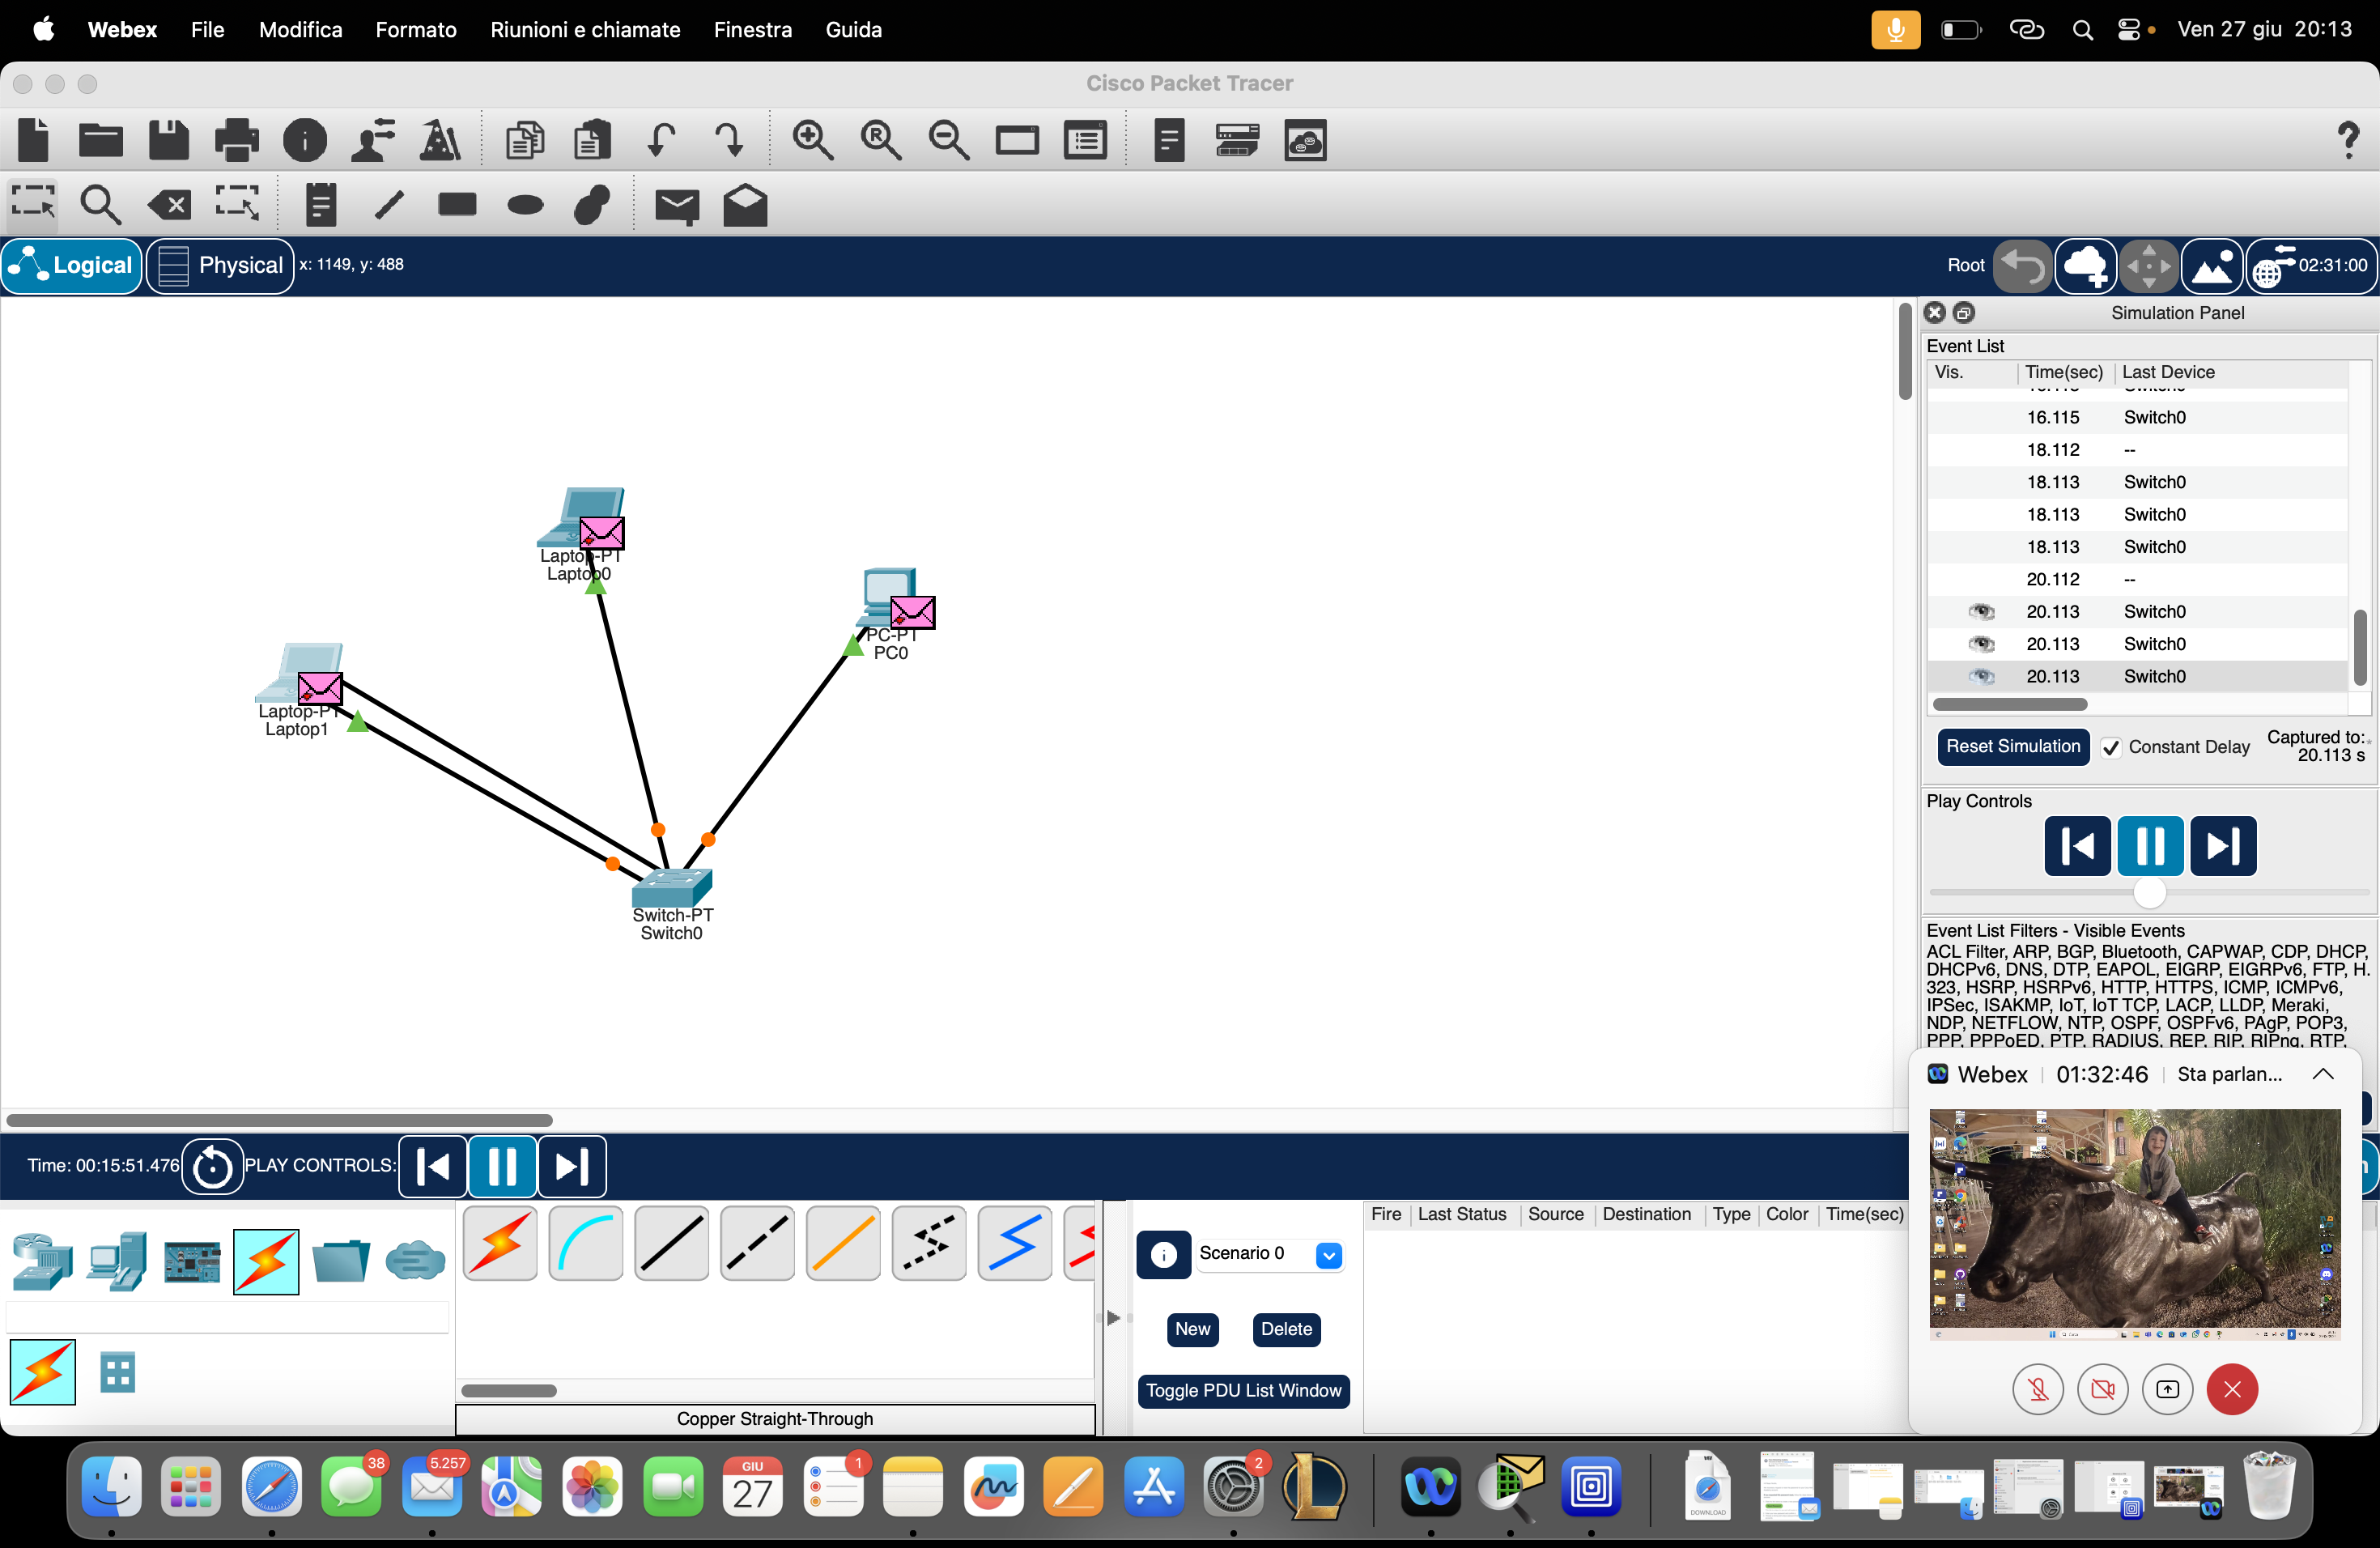 Webex File Modifica Formato Riunioni e chiamate Finestra Guida Ven 27 giu 20:13
Cisco Packet Tracer
Logical Physical x: 1149, y: 488 Root 02:31:00
Simulation Panel
Event List
Vis. Time(sec) Last Device
16.115 Switch0
18.112 --
18.113 Switch0
18.113 Switch0
18.113 Switch0
20.112 --
20.113 Switch0
20.113 Switch0
20.113 Switch0
Reset Simulation Constant Delay Captured to:*
20.113 s
Laptop-PT
Laptop0
PC-PT
PC0
Laptop-PT
Laptop1
Switch-PT
Switch0
Play Controls
Event List Filters - Visible Events
ACL Filter, ARP, BGP, Bluetooth, CAPWAP, CDP, DHCP,
DHCPv6, DNS, DTP, EAPOL, EIGRP, EIGRPv6, FTP, H.
323, HSRP, HSRPv6, HTTP, HTTPS, ICMP, ICMPv6,
IPSec, ISAKMP, IoT, IoT TCP, LACP, LLDP, Meraki,
NDP, NETFLOW, NTP, OSPF, OSPFv6, PAgP, POP3,
PPP, PPPoED, PTP, RADIUS, REP, RIP, RIPng, RTP,
Webex 01:32:46 Sta parlan...
Time: 00:15:51.476 PLAY CONTROLS:
Scenario 0
New Delete
Toggle PDU List Window
Fire Last Status Source Destination Type Color Time(sec)
Copper Straight-Through
38
5.257
GIU
27
1
2
DOWNLOAD